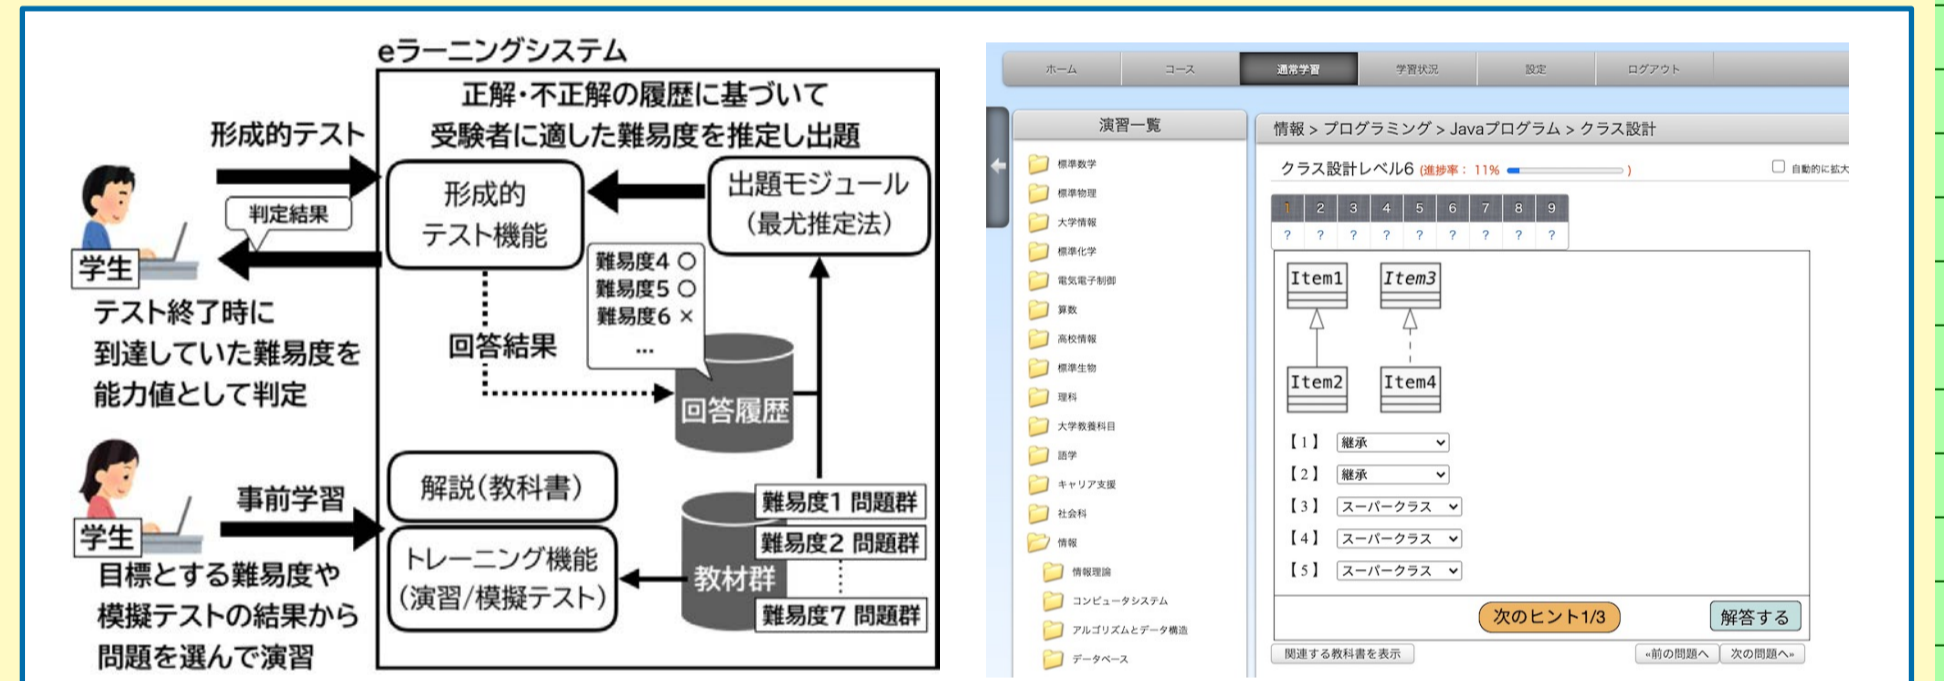 eラーニングシステム
正解・不正解の履歴に基づいて
受験者に適した難易度を推定し出題
形成的テスト
判定結果
学生
テスト終了時に
到達していた難易度を
能力値として判定
形成的
テスト機能
出題モジュール
(最尤推定法)
難易度4 ○
難易度5 ○
難易度6 ×
...
回答結果
回答履歴
事前学習
学生
目標とする難易度や
模擬テストの結果から
問題を選んで演習
解説(教科書)
トレーニング機能
(演習/模擬テスト)
教材群
難易度1 問題群
難易度2 問題群
難易度7 問題群
ホーム コース 通常学習 学習状況 設定 ログアウト
演習一覧
標準数学
標準物理
大学情報
標準化学
電気電子制御
算数
高校情報
標準生物
理科
大学教養科目
語学
キャリア支援
社会科
情報
情報理論
コンピュータシステム
アルゴリズムとデータ構造
データベース
情報 > プログラミング > Javaプログラム > クラス設計
クラス設計レベル6 (進捗率： 11% )
自動的に拡大
1 2 3 4 5 6 7 8 9
? ? ? ? ? ? ? ? ?
Item1 Item3
Item2 Item4
【1】 継承
【2】 継承
【3】 スーパークラス
【4】 スーパークラス
【5】 スーパークラス
次のヒント1/3
解答する
関連する教科書を表示
«前の問題へ 次の問題へ»